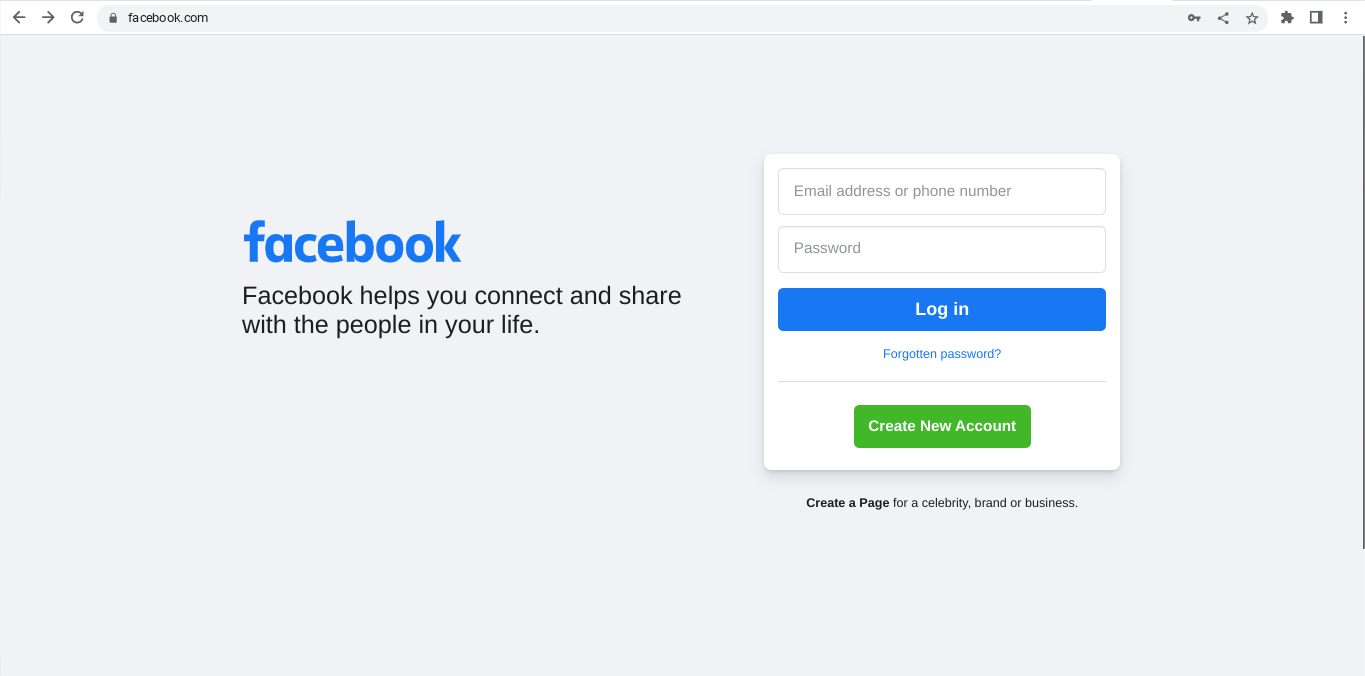 facebook.com
facebook
Facebook helps you connect and share
with the people in your life.
Email address or phone number
Password
Log in
Forgotten password?
Create New Account
Create a Page for a celebrity, brand or business.